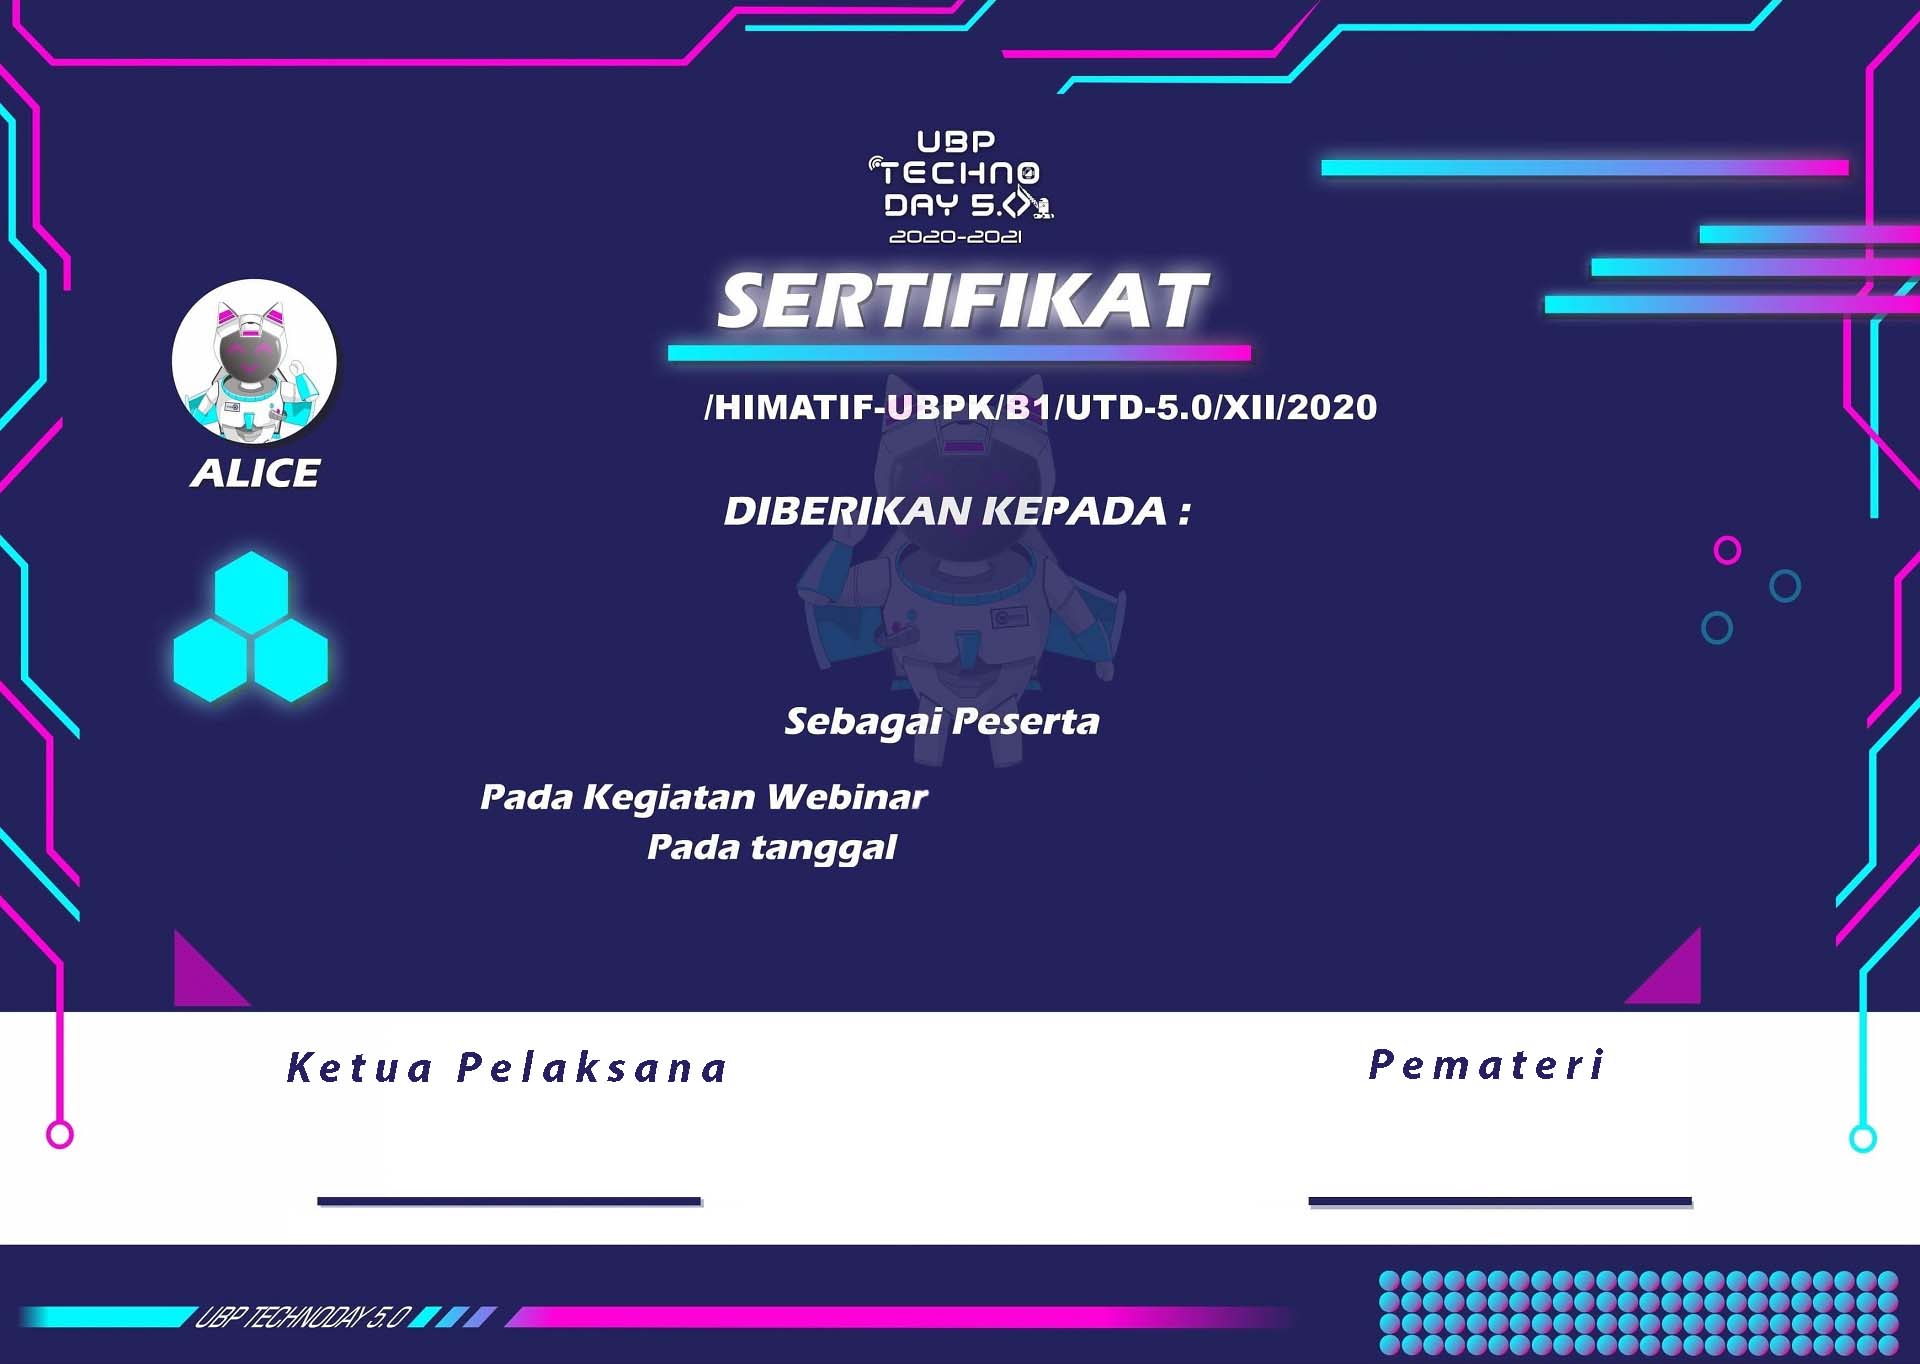 UBP
TECHNO
DAY 5.0
2020-2021
SERTIFIKAT
/HIMATIF-UBPK/B1/UTD-5.0/XII/2020
ALICE
DIBERIKAN KEPADA :
Sebagai Peserta
Pada Kegiatan Webinar
Pada tanggal
Ketua Pelaksana
Pemateri
UBP TECHNODAY 5.0